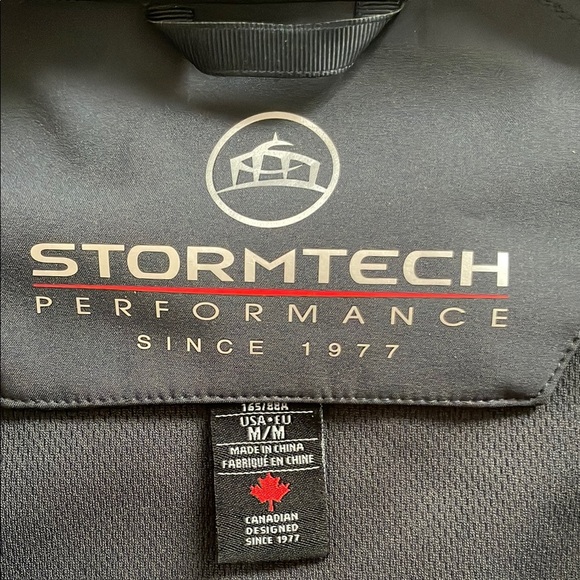 STORMTECH
PERFORMANCE
SINCE 1977
165/88A
USA•EU
M/M
MADE IN CHINA
FABRIQUÉ EN CHINE
CANADIAN
DESIGNED
SINCE 1977